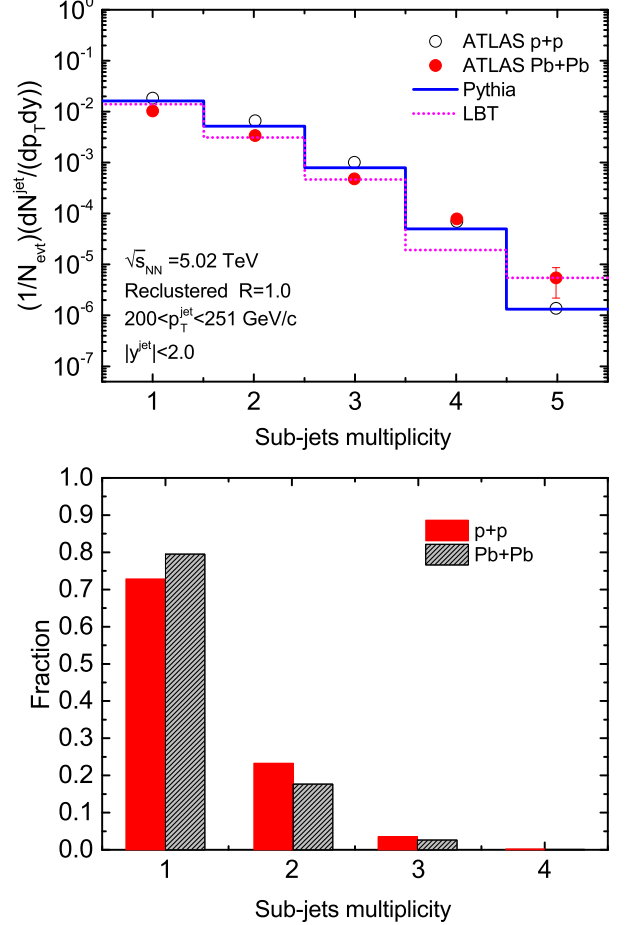 (1/N_evt)(dN^jet/(dp_Tdy))
10^0
10^-1
10^-2
10^-3
10^-4
10^-5
10^-6
10^-7
ATLAS p+p
ATLAS Pb+Pb
Pythia
LBT
√s_NN =5.02 TeV
Reclustered R=1.0
200<p_T^jet<251 GeV/c
|y^jet|<2.0
1 2 3 4 5
Sub-jets multiplicity
Fraction
1.0
0.9
0.8
0.7
0.6
0.5
0.4
0.3
0.2
0.1
0.0
p+p
Pb+Pb
1 2 3 4
Sub-jets multiplicity